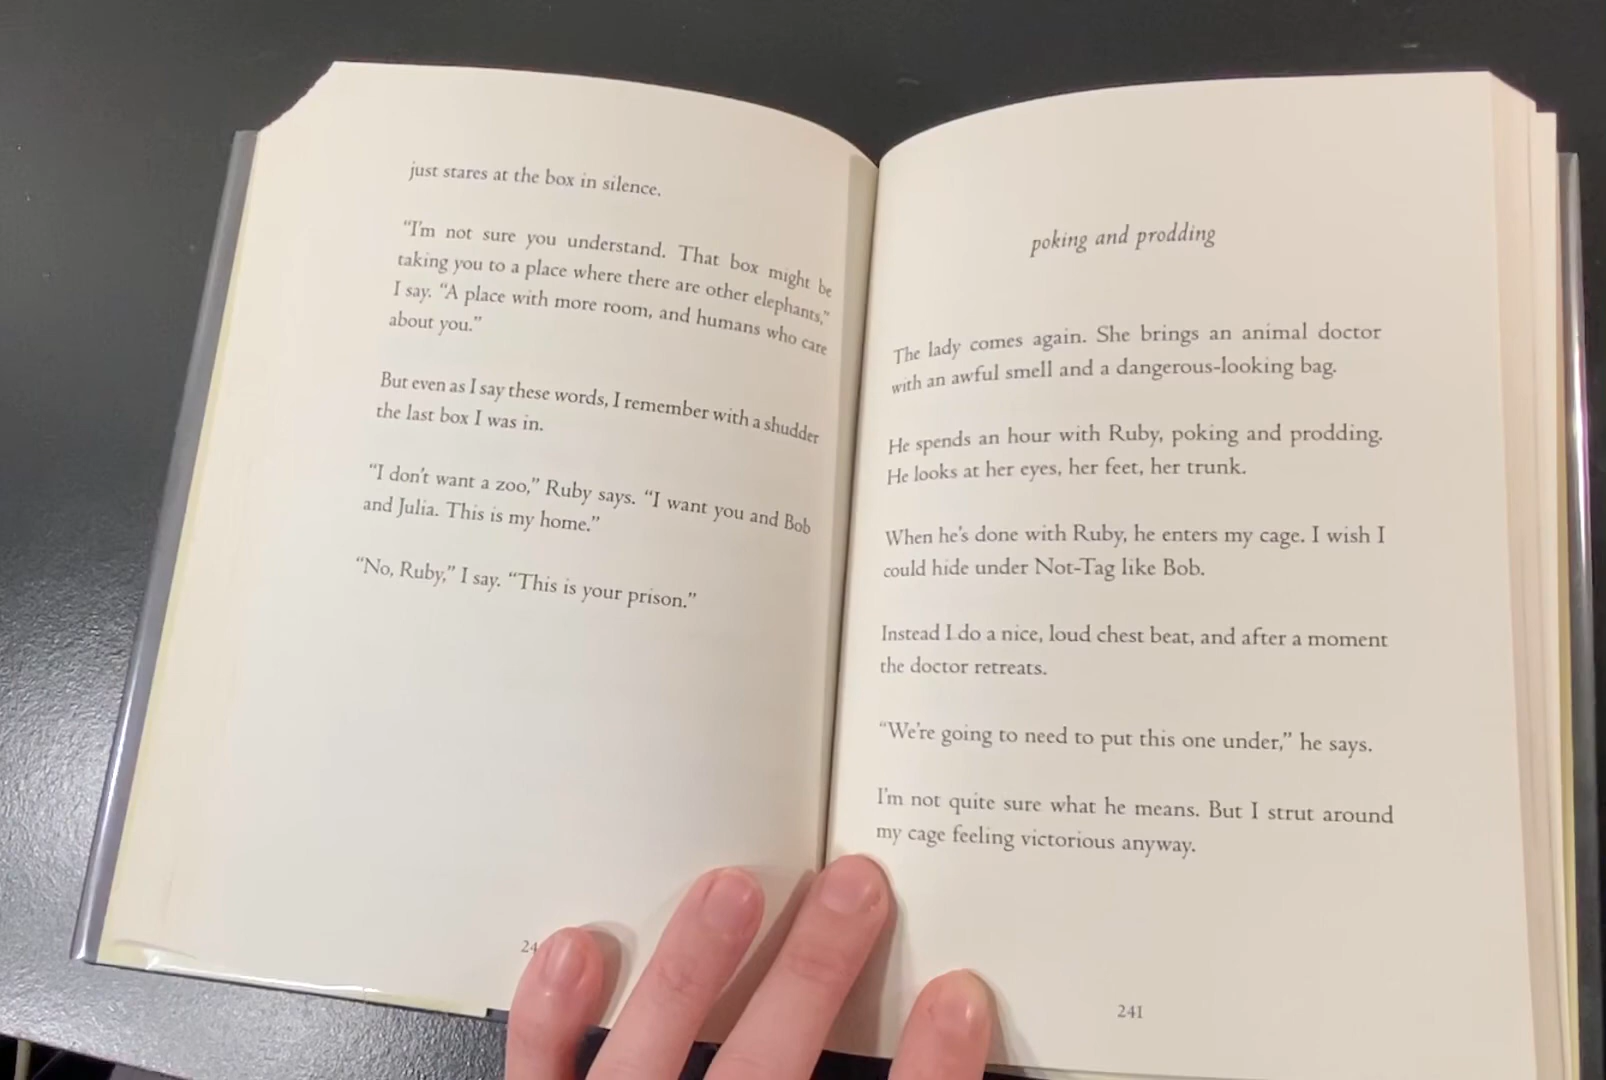 just stares at the box in silence.
“I’m not sure you understand. That box might be
taking you to a place where there are other elephants,”
I say. “A place with more room, and humans who care
about you.”
But even as I say these words, I remember with a shudder
the last box I was in.
“I don’t want a zoo,” Ruby says. “I want you and Bob
and Julia. This is my home.”
“No, Ruby,” I say. “This is your prison.”
24
poking and prodding
The lady comes again. She brings an animal doctor
with an awful smell and a dangerous-looking bag.
He spends an hour with Ruby, poking and prodding.
He looks at her eyes, her feet, her trunk.
When he’s done with Ruby, he enters my cage. I wish I
could hide under Not-Tag like Bob.
Instead I do a nice, loud chest beat, and after a moment
the doctor retreats.
“We’re going to need to put this one under,” he says.
I’m not quite sure what he means. But I strut around
my cage feeling victorious anyway.
241